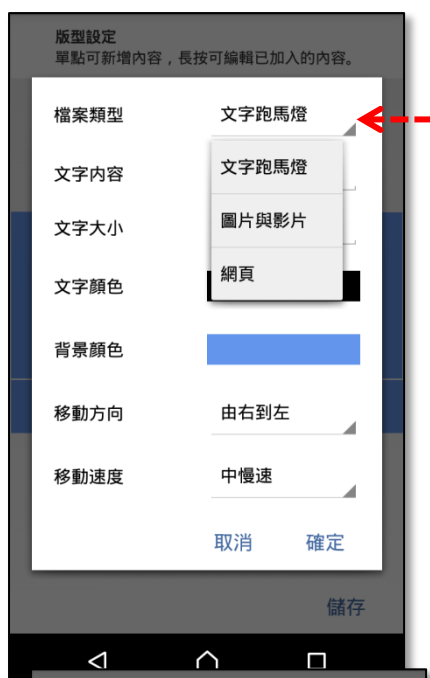 版型設定
單點可新增內容，長按可編輯已加入的內容。
檔案類型 文字跑馬燈
文字內容 文字跑馬燈
文字大小 圖片與影片
文字顏色 網頁
背景顏色
移動方向 由右到左
移動速度 中慢速
取消 確定
儲存